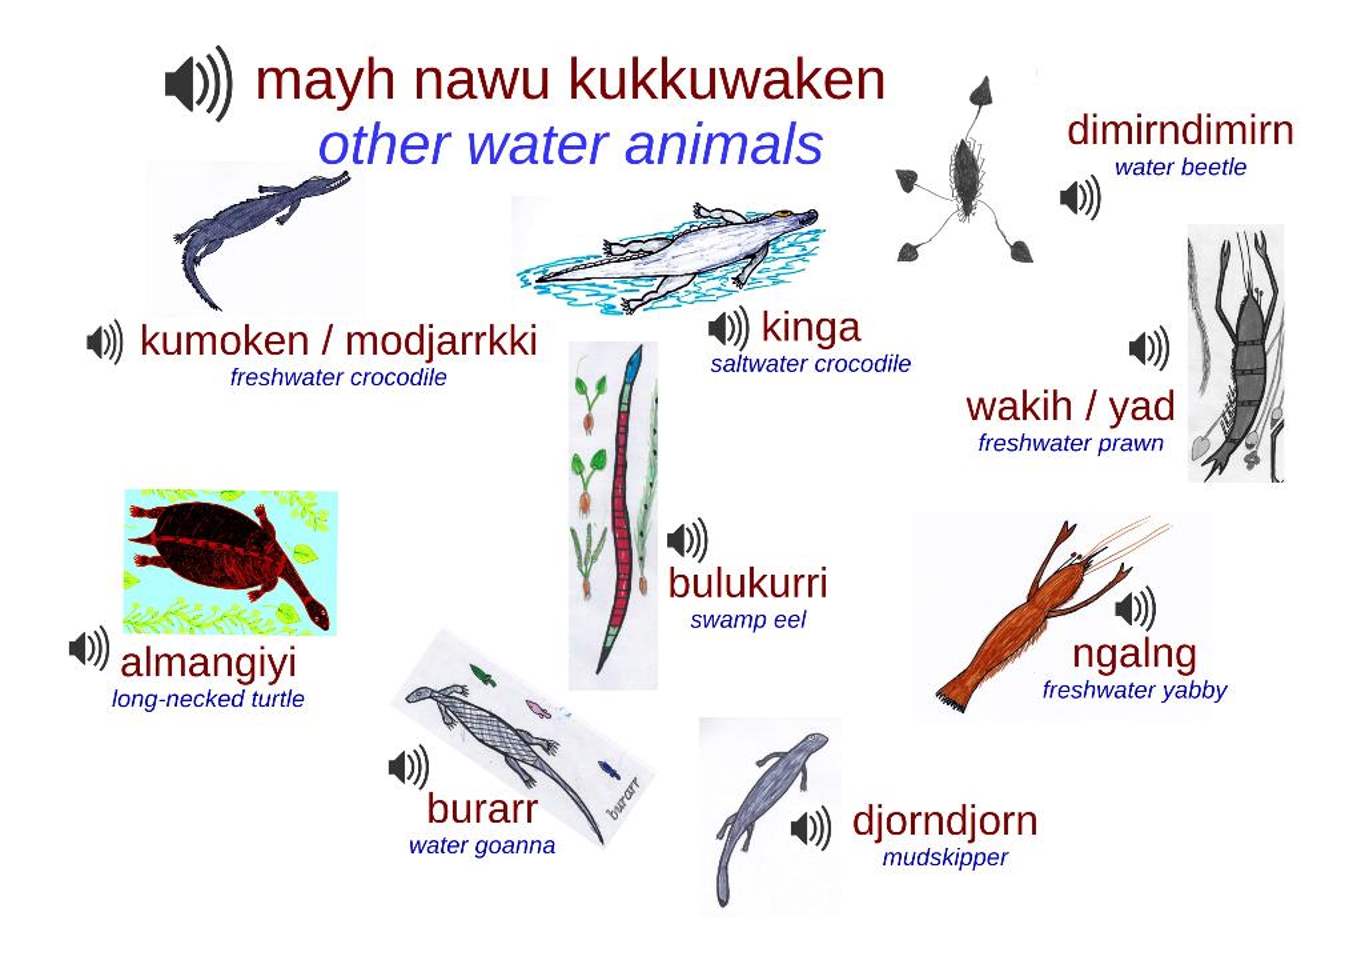 mayh nawu kukkuwaken
other water animals
dimirndimirn
water beetle
kumoken / modjarrkki
freshwater crocodile
kinga
saltwater crocodile
wakih / yad
freshwater prawn
bulukurri
swamp eel
almangiyi
long-necked turtle
ngalng
freshwater yabby
burarr
burarr
water goanna
djorndjorn
mudskipper